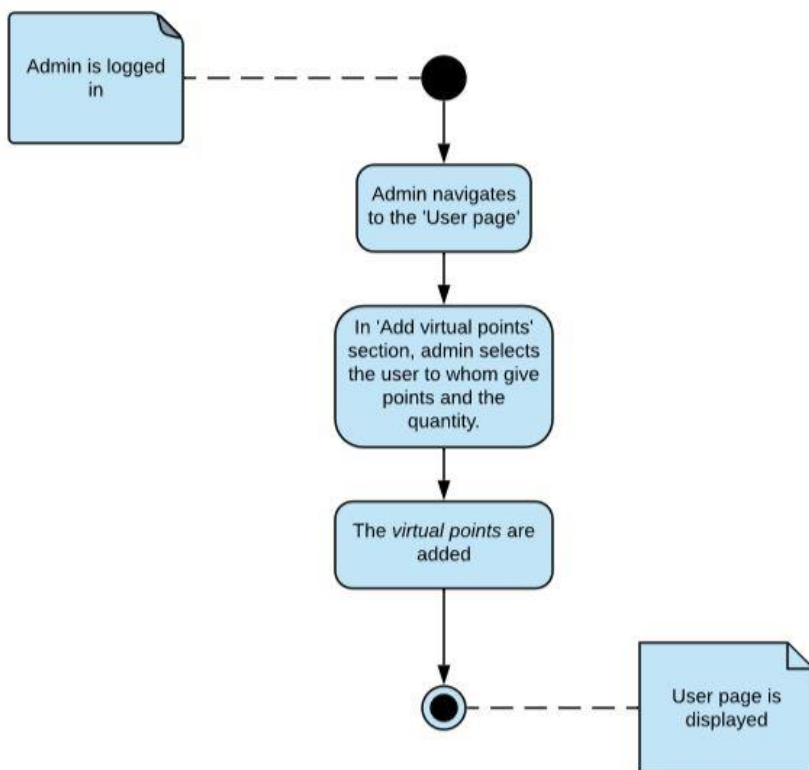 Admin is logged
in
Admin navigates
to the 'User page'
In 'Add virtual points'
section, admin selects
the user to whom give
points and the
quantity.
The virtual points are
added
User page is
displayed